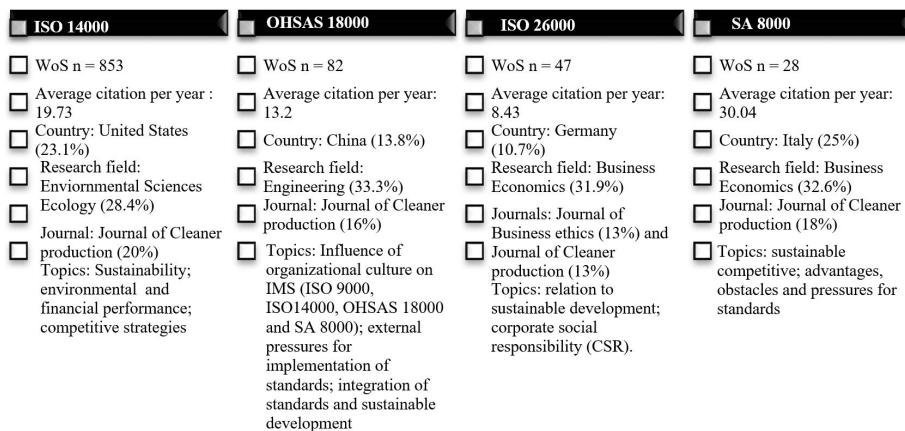 ISO 14000
WoS n = 853
Average citation per year :
19.73
Country: United States
(23.1%)
Research field:
Enviornmental Sciences
Ecology (28.4%)
Journal: Journal of Cleaner
production (20%)
Topics: Sustainability;
environmental and
financial performance;
competitive strategies
OHSAS 18000
WoS n = 82
Average citation per year:
13.2
Country: China (13.8%)
Research field:
Engineering (33.3%)
Journal: Journal of Cleaner
production (16%)
Topics: Influence of
organizational culture on
IMS (ISO 9000,
ISO14000, OHSAS 18000
and SA 8000); external
pressures for
implementation of
standards; integration of
standards and sustainable
development
ISO 26000
WoS n = 47
Average citation per year:
8.43
Country: Germany
(10.7%)
Research field: Business
Economics (31.9%)
Journals: Journal of
Business ethics (13%) and
Journal of Cleaner
production (13%)
Topics: relation to
sustainable development;
corporate social
responsibility (CSR).
SA 8000
WoS n = 28
Average citation per year:
30.04
Country: Italy (25%)
Research field: Business
Economics (32.6%)
Journal: Journal of Cleaner
production (18%)
Topics: sustainable
competitive; advantages,
obstacles and pressures for
standards